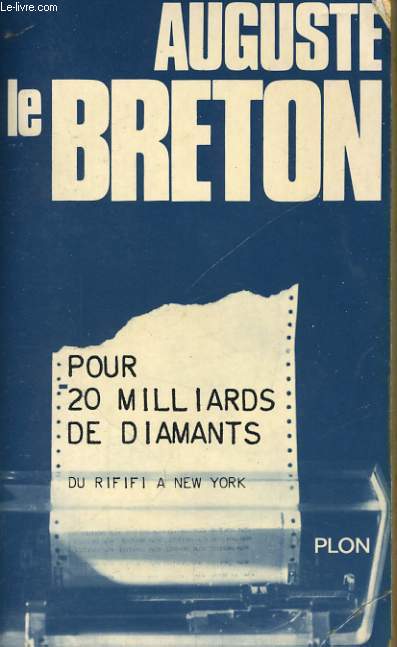 Le-livre.com
AUGUSTE
le BRETON
POUR
20 MILLIARDS
DE DIAMANTS
DU RIFIFI A NEW YORK
PLON